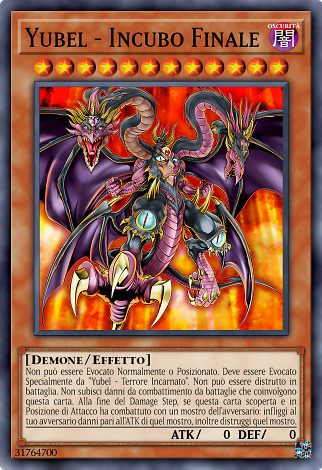 Yubel - Incubo Finale
OSCURITÀ
闇
[Demone/Effetto]
Non può essere Evocato Normalmente o Posizionato. Deve essere Evocato
Specialmente da "Yubel - Terrore Incarnato". Non può essere distrutto in
battaglia. Non subisci danni da combattimento da battaglie che coinvolgono
questa carta. Alla fine del Damage Step, se questa carta scoperta e in
Posizione di Attacco ha combattuto con un mostro dell'avversario: infliggi al
tuo avversario danni pari all'ATK di quel mostro, inoltre distruggi quel mostro.
ATK/ 0 DEF/ 0
31764700